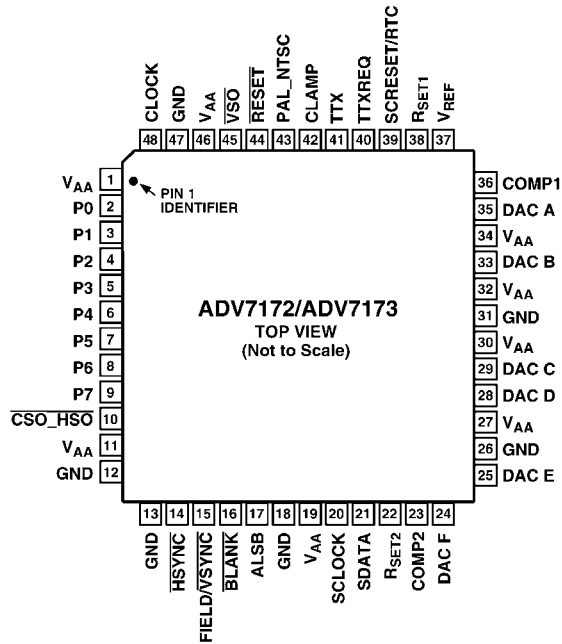 CLOCK
GND
VAA
VSO
RESET
PAL_NTSC
CLAMP
TTX
TTXREQ
SCRESET/RTC
RSET1
VREF
48 47 46 45 44 43 42 41 40 39 38 37
VAA 1
P0 2
P1 3
P2 4
P3 5
P4 6
P5 7
P6 8
P7 9
CSO_HSO 10
VAA 11
GND 12
PIN 1
IDENTIFIER
ADV7172/ADV7173
TOP VIEW
(Not to Scale)
36 COMP1
35 DAC A
34 VAA
33 DAC B
32 VAA
31 GND
30 VAA
29 DAC C
28 DAC D
27 VAA
26 GND
25 DAC E
13 14 15 16 17 18 19 20 21 22 23 24
GND
HSYNC
FIELD/VSYNC
BLANK
ALSB
GND
VAA
SCLOCK
SDATA
RSET2
COMP2
DAC F